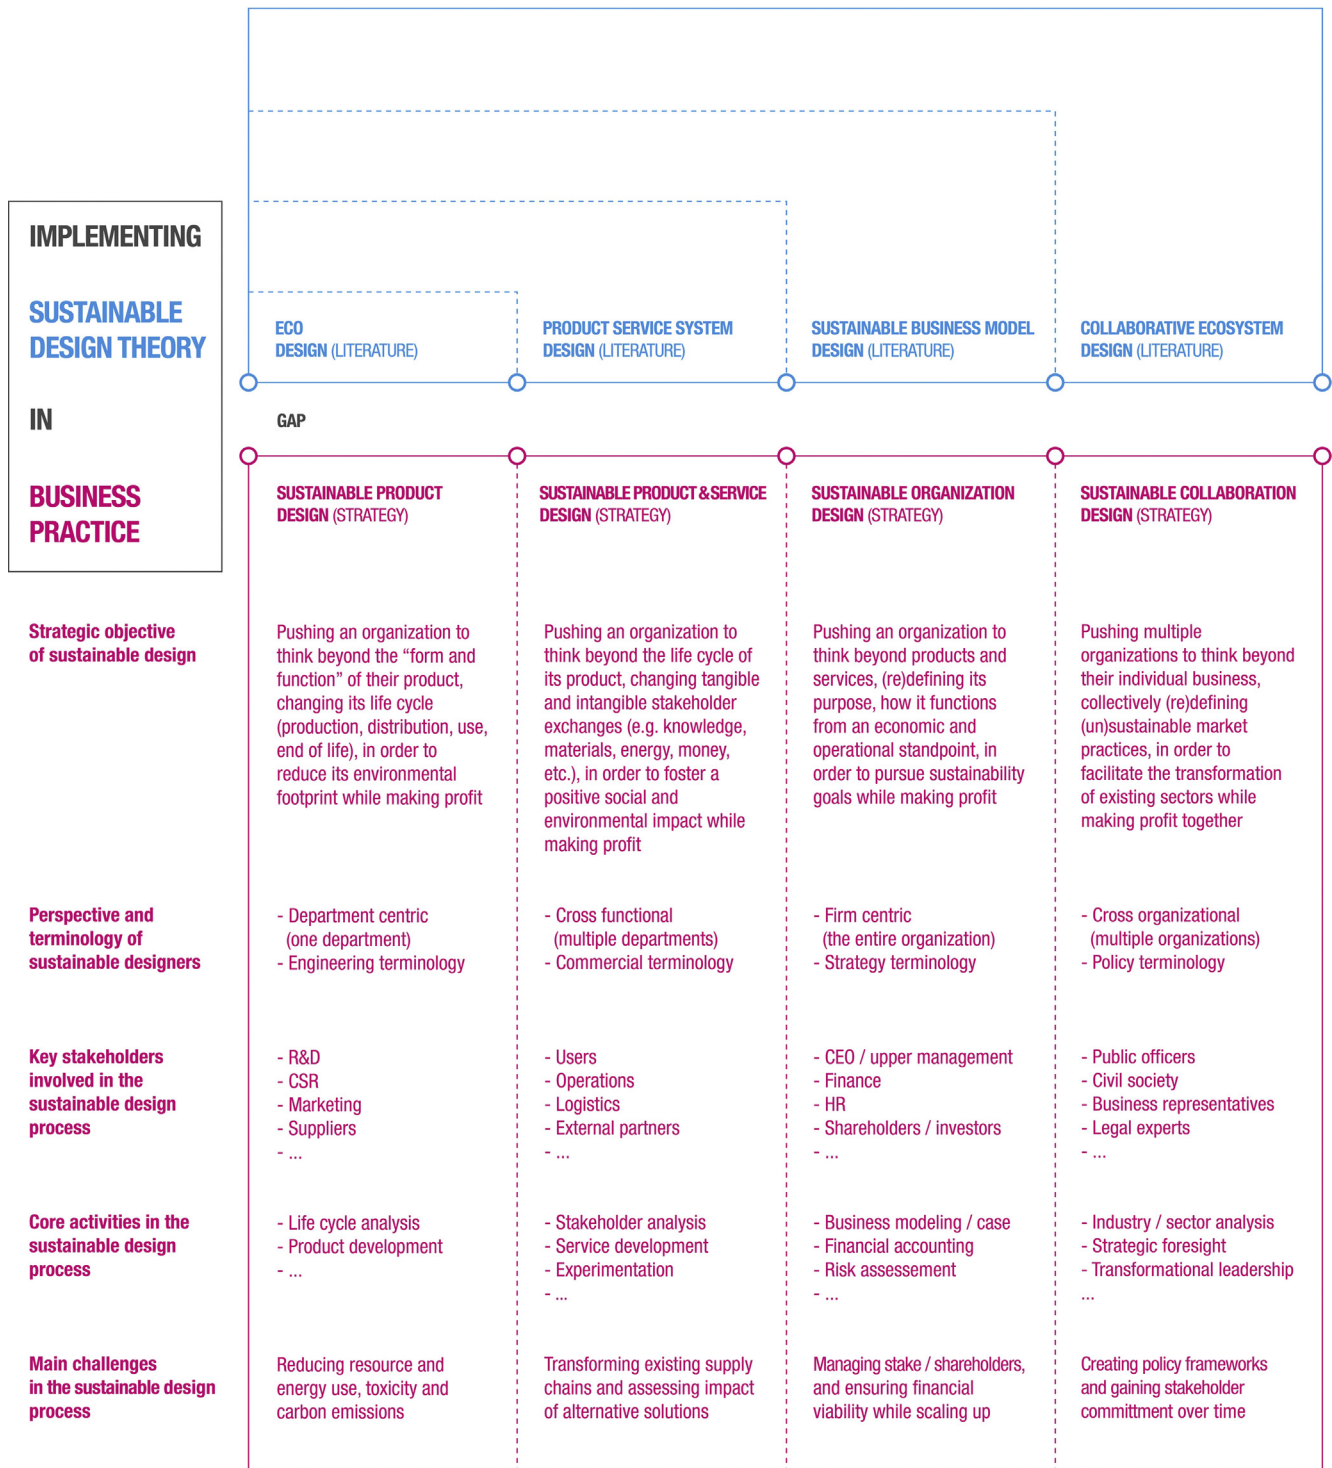 IMPLEMENTING
SUSTAINABLE
DESIGN THEORY
IN
BUSINESS
PRACTICE
ECO
DESIGN (LITERATURE)
PRODUCT SERVICE SYSTEM
DESIGN (LITERATURE)
SUSTAINABLE BUSINESS MODEL
DESIGN (LITERATURE)
COLLABORATIVE ECOSYSTEM
DESIGN (LITERATURE)
GAP
SUSTAINABLE PRODUCT
DESIGN (STRATEGY)
SUSTAINABLE PRODUCT & SERVICE
DESIGN (STRATEGY)
SUSTAINABLE ORGANIZATION
DESIGN (STRATEGY)
SUSTAINABLE COLLABORATION
DESIGN (STRATEGY)
Strategic objective
of sustainable design
Pushing an organization to
think beyond the “form and
function” of their product,
changing its life cycle
(production, distribution, use,
end of life), in order to
reduce its environmental
footprint while making profit
Pushing an organization to
think beyond the life cycle of
its product, changing tangible
and intangible stakeholder
exchanges (e.g. knowledge,
materials, energy, money,
etc.), in order to foster a
positive social and
environmental impact while
making profit
Pushing an organization to
think beyond products and
services, (re)defining its
purpose, how it functions
from an economic and
operational standpoint, in
order to pursue sustainability
goals while making profit
Pushing multiple
organizations to think beyond
their individual business,
collectively (re)defining
(un)sustainable market
practices, in order to
facilitate the transformation
of existing sectors while
making profit together
Perspective and
terminology of
sustainable designers
- Department centric
(one department)
- Engineering terminology
- Cross functional
(multiple departments)
- Commercial terminology
- Firm centric
(the entire organization)
- Strategy terminology
- Cross organizational
(multiple organizations)
- Policy terminology
Key stakeholders
involved in the
sustainable design
process
- R&D
- CSR
- Marketing
- Suppliers
- ...
- Users
- Operations
- Logistics
- External partners
- ...
- CEO / upper management
- Finance
- HR
- Shareholders / investors
- ...
- Public officers
- Civil society
- Business representatives
- Legal experts
- ...
Core activities in the
sustainable design
process
- Life cycle analysis
- Product development
- ...
- Stakeholder analysis
- Service development
- Experimentation
- ...
- Business modeling / case
- Financial accounting
- Risk assessement
- ...
- Industry / sector analysis
- Strategic foresight
- Transformational leadership
...
Main challenges
in the sustainable design
process
Reducing resource and
energy use, toxicity and
carbon emissions
Transforming existing supply
chains and assessing impact
of alternative solutions
Managing stake / shareholders,
and ensuring financial
viability while scaling up
Creating policy frameworks
and gaining stakeholder
committment over time